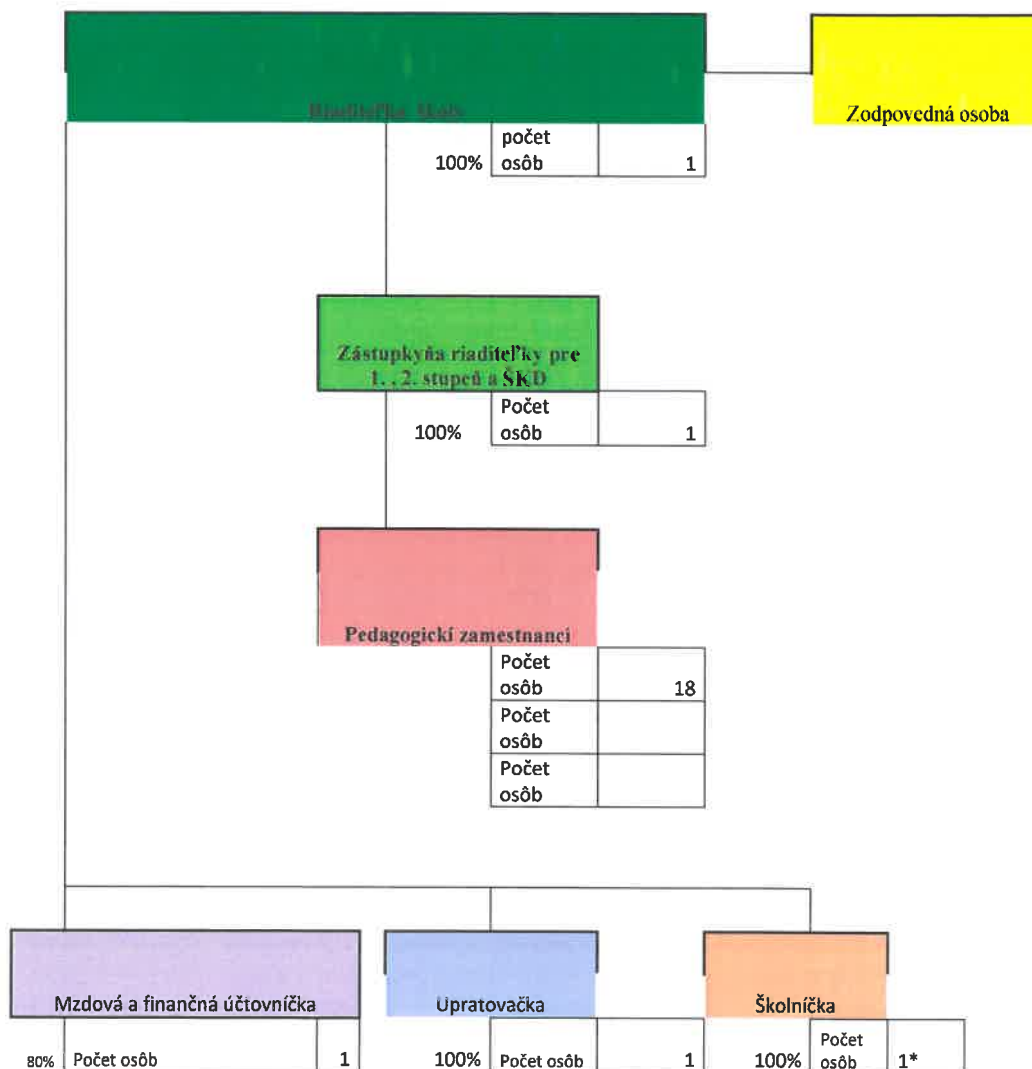 Riaditeľka školy
Zodpovedná osoba
počet
100% osôb 1
Zástupkyňa riaditeľky pre
1. , 2. stupeň a ŠKD
Počet
100% osôb 1
Pedagogickí zamestnanci
Počet
osôb 18
Počet
osôb
Počet
osôb
Mzdová a finančná účtovníčka
Upratovačka
Školníčka
80% Počet osôb 1
100% Počet osôb 1
Počet
100% osôb 1*